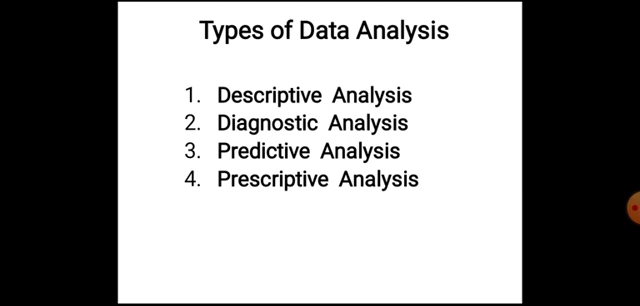 Types of Data Analysis
1. Descriptive Analysis
2. Diagnostic Analysis
3. Predictive Analysis
4. Prescriptive Analysis